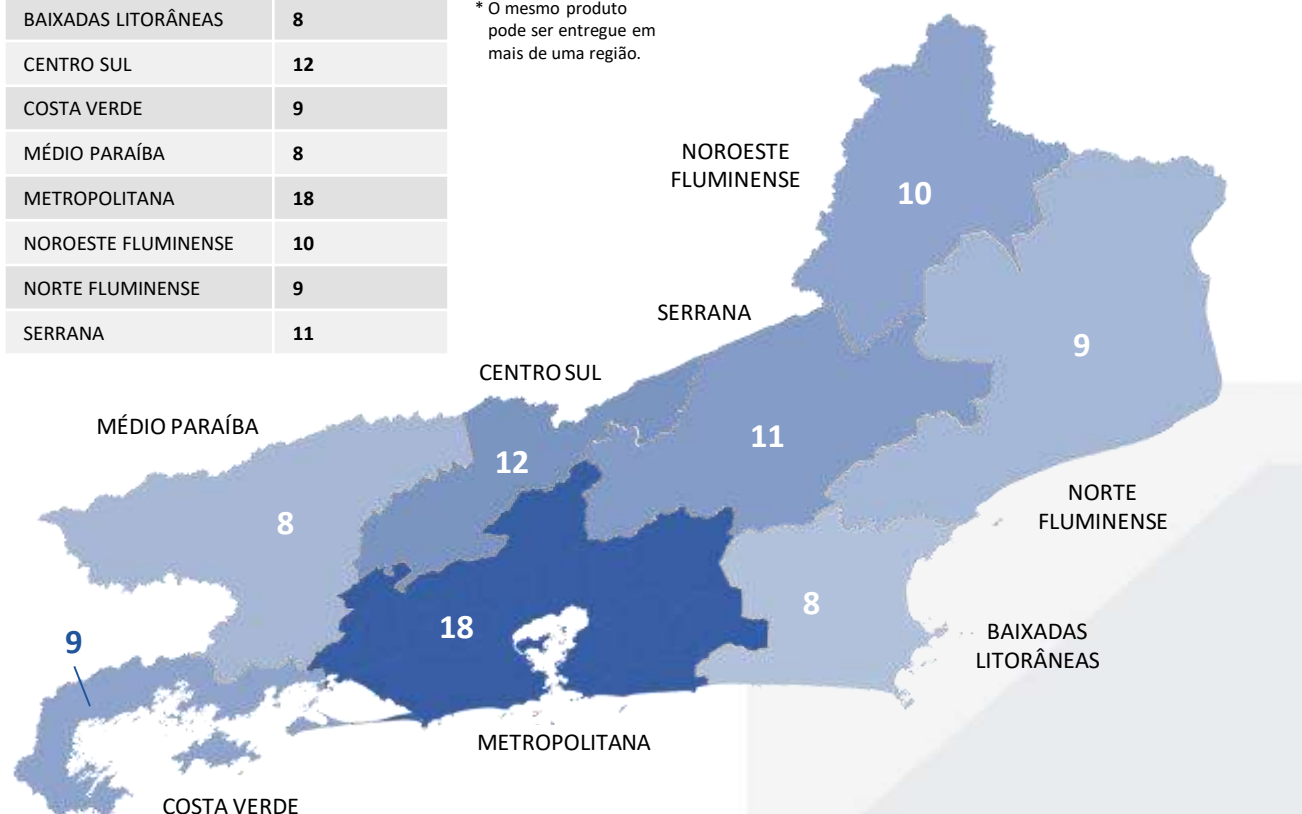 BAIXADAS LITORÂNEAS 8
CENTRO SUL 12
COSTA VERDE 9
MÉDIO PARAÍBA 8
METROPOLITANA 18
NOROESTE FLUMINENSE 10
NORTE FLUMINENSE 9
SERRANA 11
* O mesmo produto
pode ser entregue em
mais de uma região.
NOROESTE
FLUMINENSE
10
SERRANA
9
CENTRO SUL
MÉDIO PARAÍBA
11
12
NORTE
FLUMINENSE
8
8
18
9
BAIXADAS
LITORÂNEAS
METROPOLITANA
COSTA VERDE